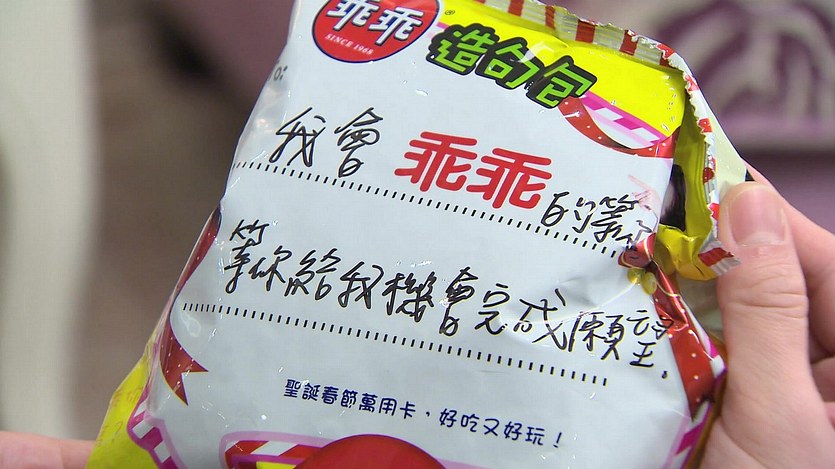 乖乖
SINCE 1968
®
造句包
o:
我會 乖乖 的等
等你給我機會完成願望.
聖誕春節萬用卡，好吃又好玩！